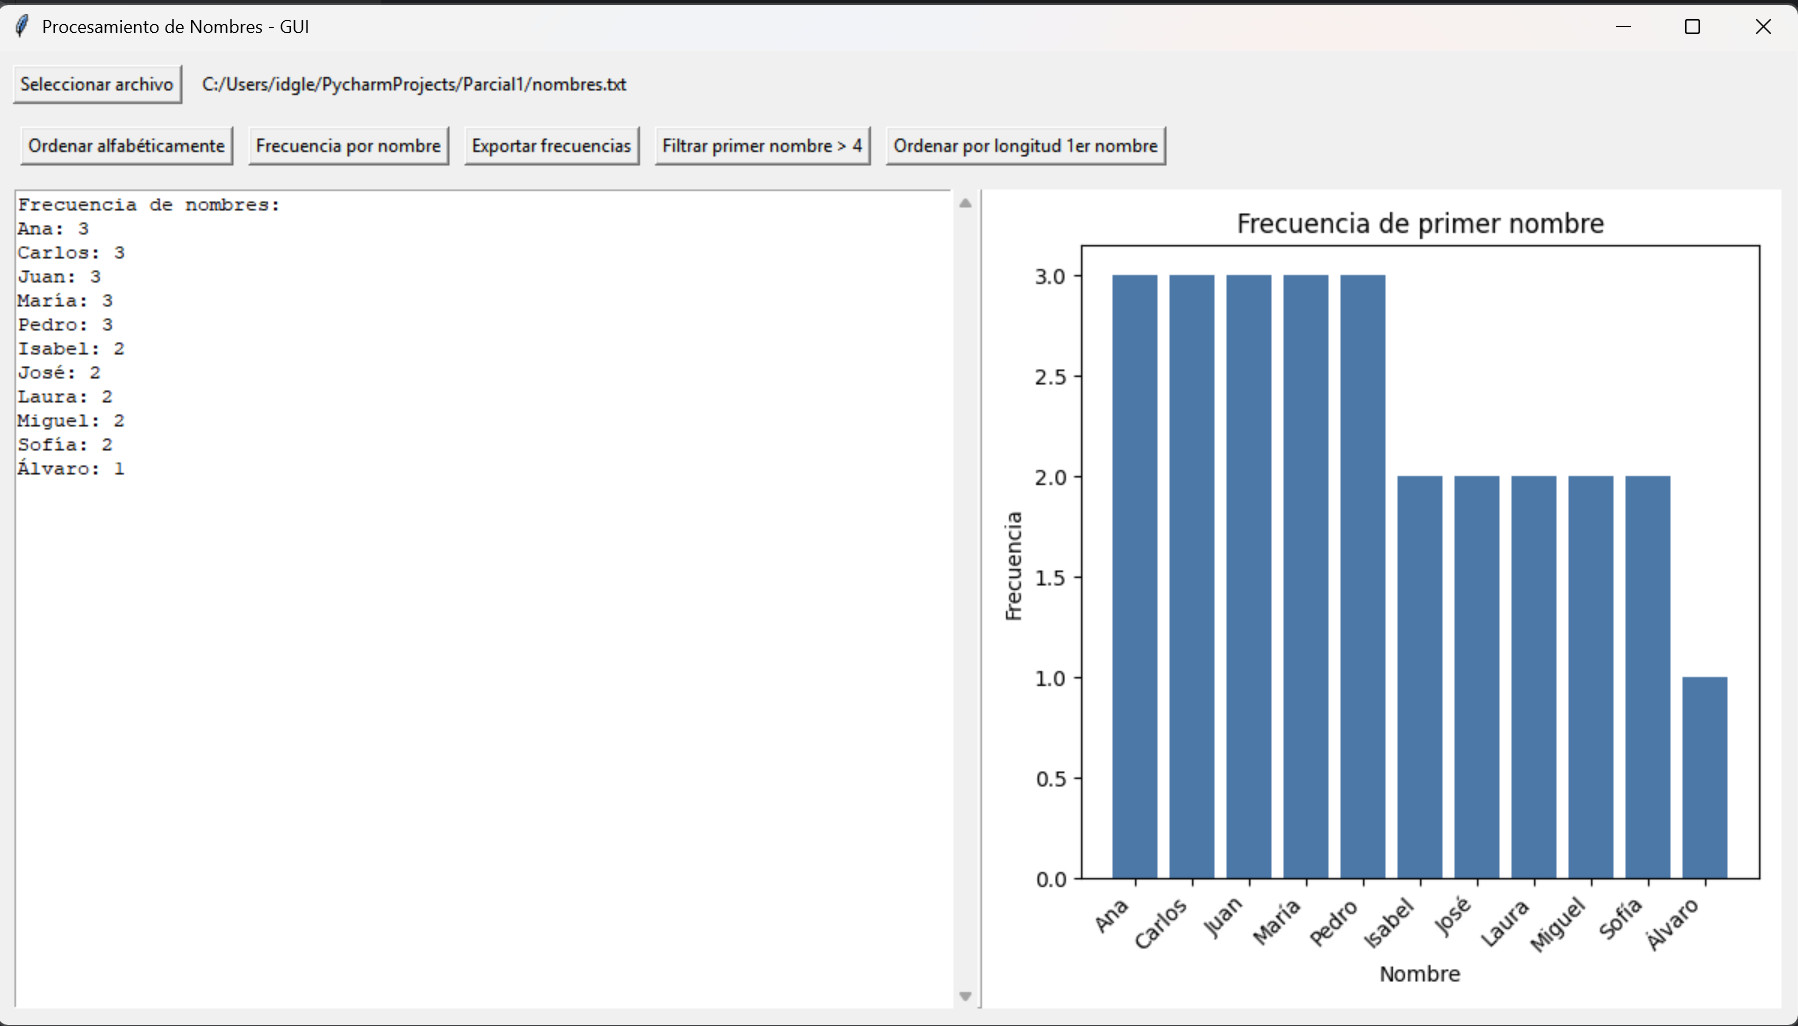 Procesamiento de Nombres - GUI
Seleccionar archivo C:/Users/idgle/PycharmProjects/Parcial1/nombres.txt
Ordenar alfabéticamente Frecuencia por nombre Exportar frecuencias Filtrar primer nombre > 4 Ordenar por longitud 1er nombre
Frecuencia de nombres:
Ana: 3
Carlos: 3
Juan: 3
María: 3
Pedro: 3
Isabel: 2
José: 2
Laura: 2
Miguel: 2
Sofía: 2
Álvaro: 1
Frecuencia de primer nombre
Frecuencia
3.0
2.5
2.0
1.5
1.0
0.5
0.0
Ana Carlos Juan María Pedro Isabel José Laura Miguel Sofía Álvaro
Nombre